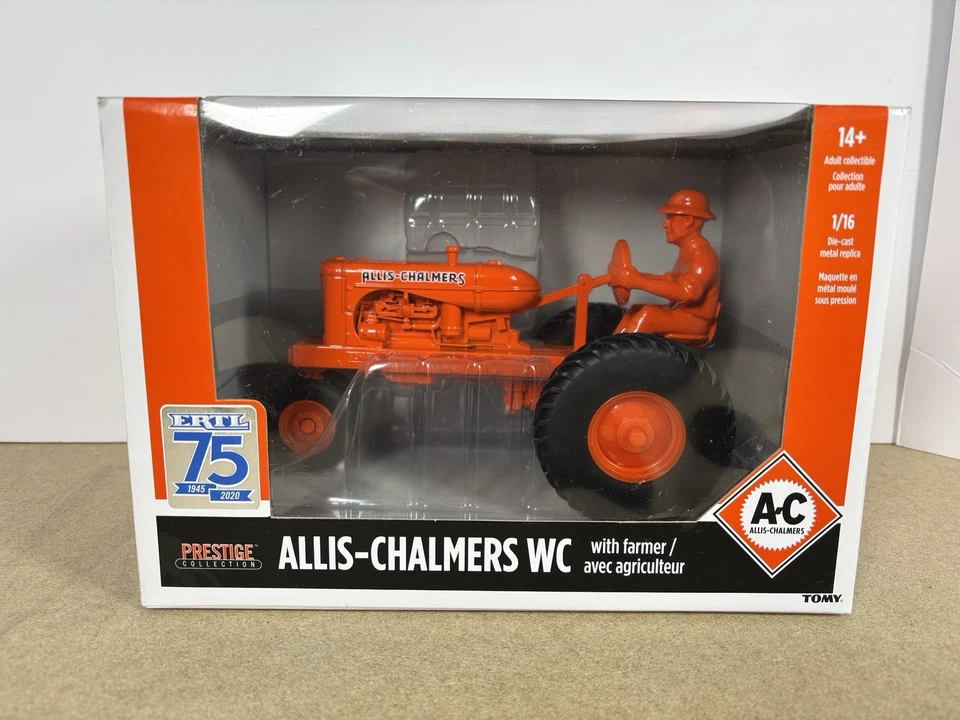 14+
Adult collectible
Collection
pour adulte
1/16
Die-cast
metal replica
Maquette en
métal moulé
sous pression
ALLIS-CHALMERS
ERTL
75
1945 2020
A-C
ALLIS-CHALMERS
PRESTIGE™
COLLECTION
ALLIS-CHALMERS WC
with farmer /
avec agriculteur
TOMY®